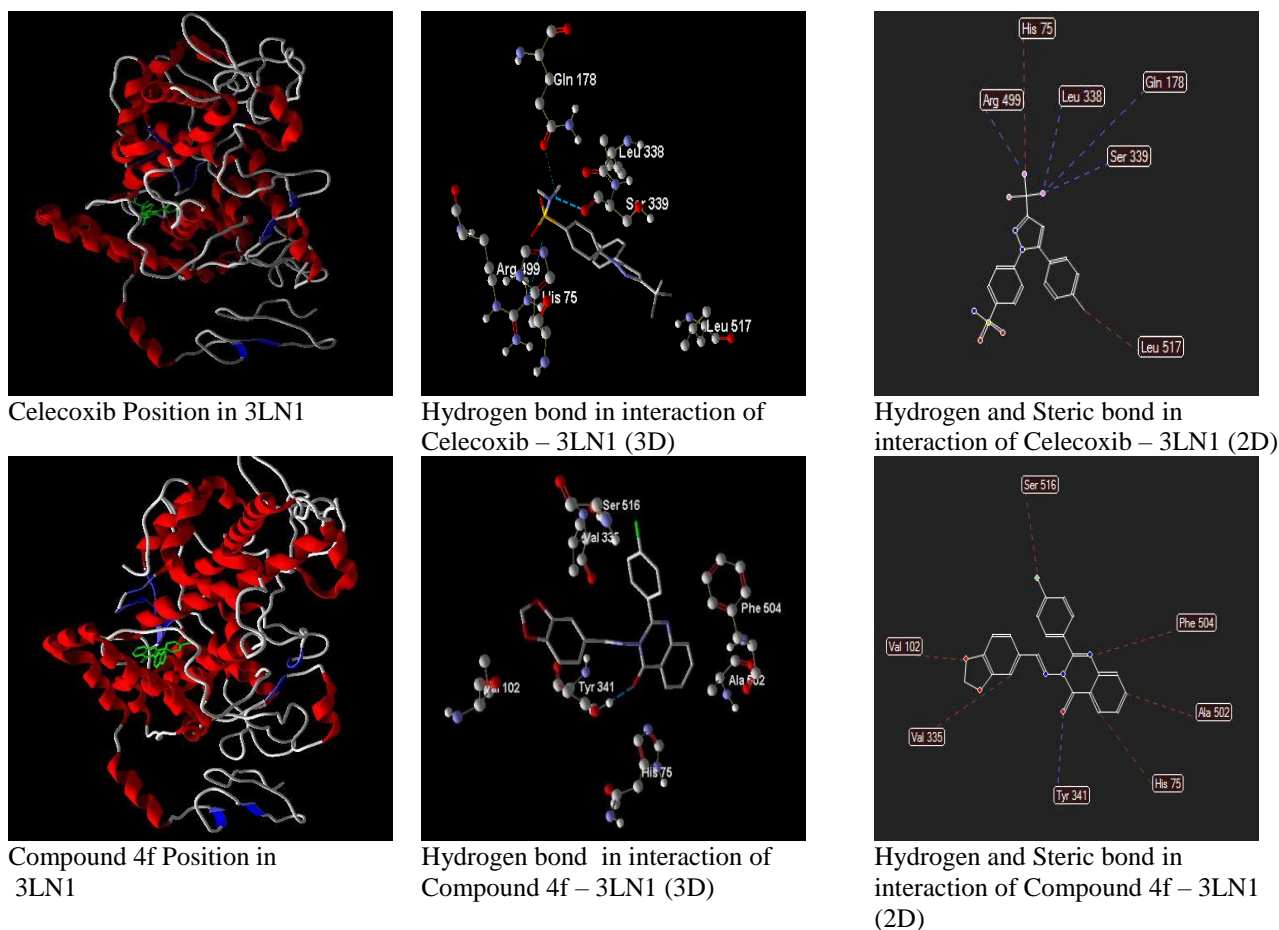 Gln 178
Leu 338
Ser 339
Arg 499
His 75
Leu 517
His 75
Gln 178
Arg 499
Leu 338
Ser 339
Leu 517
Celecoxib Position in 3LN1
Hydrogen bond in interaction of
Celecoxib – 3LN1 (3D)
Hydrogen and Steric bond in
interaction of Celecoxib – 3LN1 (2D)
Ser 516
Val 335
Phe 504
Val 102
Tyr 341
Ala 502
His 75
Ser 516
Phe 504
Val 102
Ala 502
Val 335
His 75
Tyr 341
Compound 4f Position in
3LN1
Hydrogen bond in interaction of
Compound 4f – 3LN1 (3D)
Hydrogen and Steric bond in
interaction of Compound 4f – 3LN1
(2D)